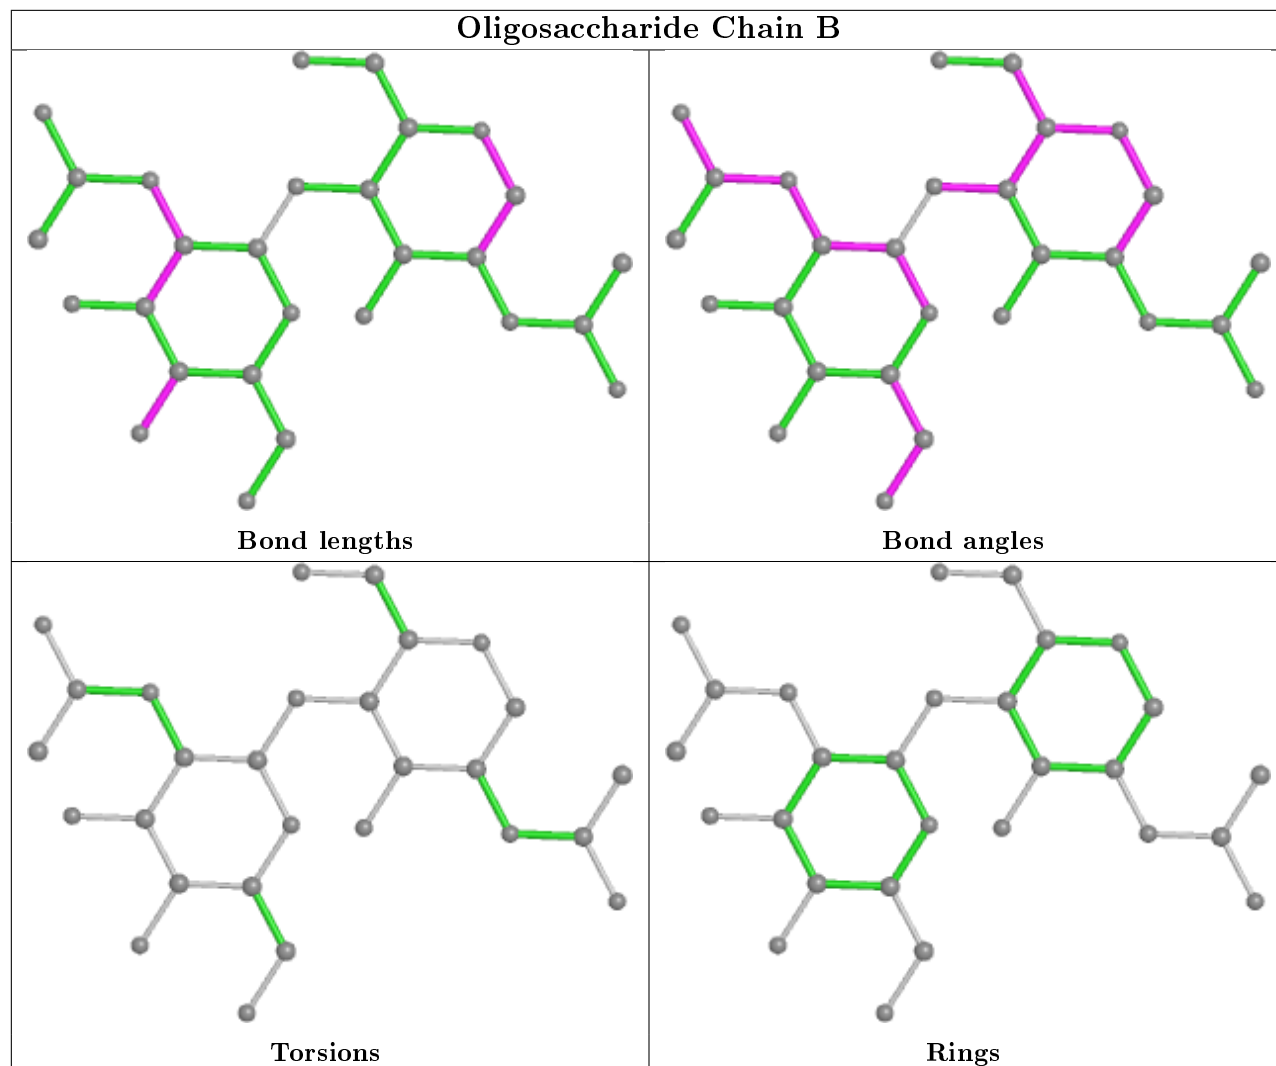 Oligosaccharide Chain B
Bond lengths
Bond angles
Torsions
Rings